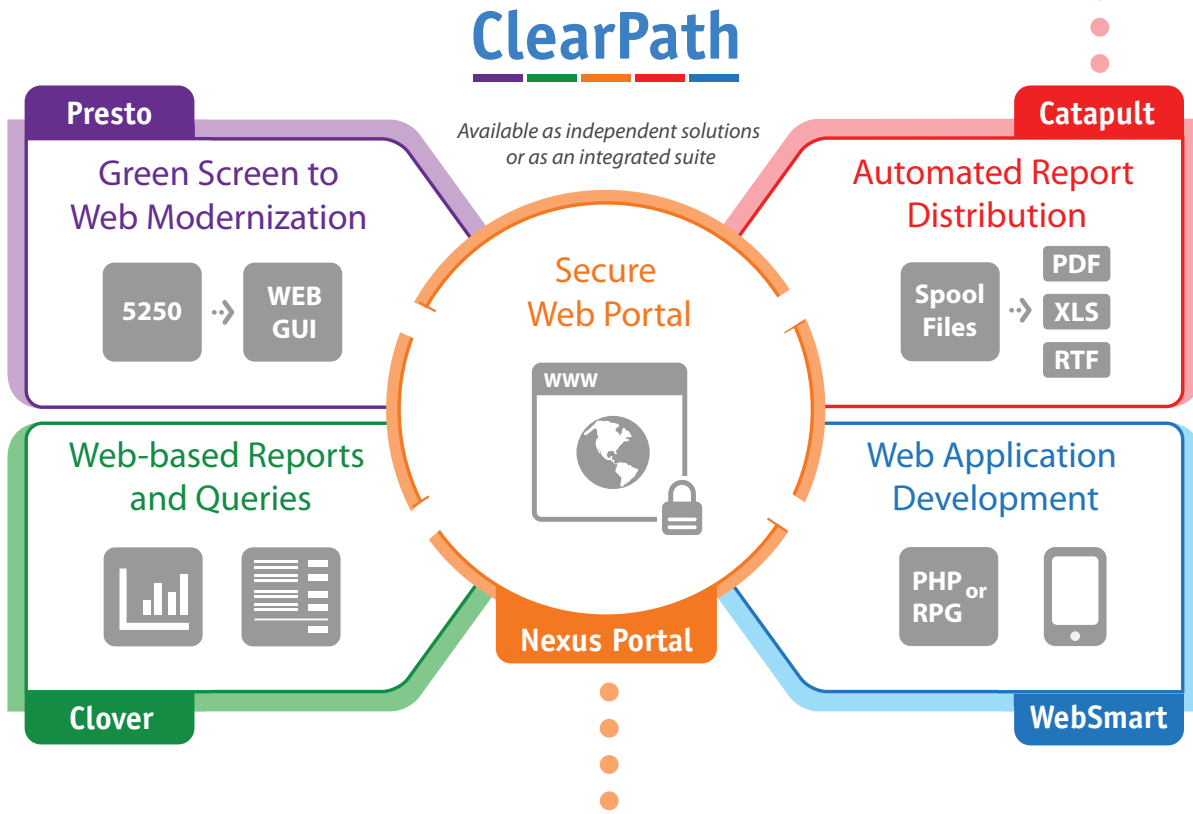 ClearPath
Available as independent solutions
or as an integrated suite
Presto
Green Screen to
Web Modernization
5250
WEB
GUI
Catapult
Automated Report
Distribution
Spool
Files
PDF
XLS
RTF
Secure
Web Portal
www
Nexus Portal
Web-based Reports
and Queries
Clover
Web Application
Development
PHP or
RPG
WebSmart